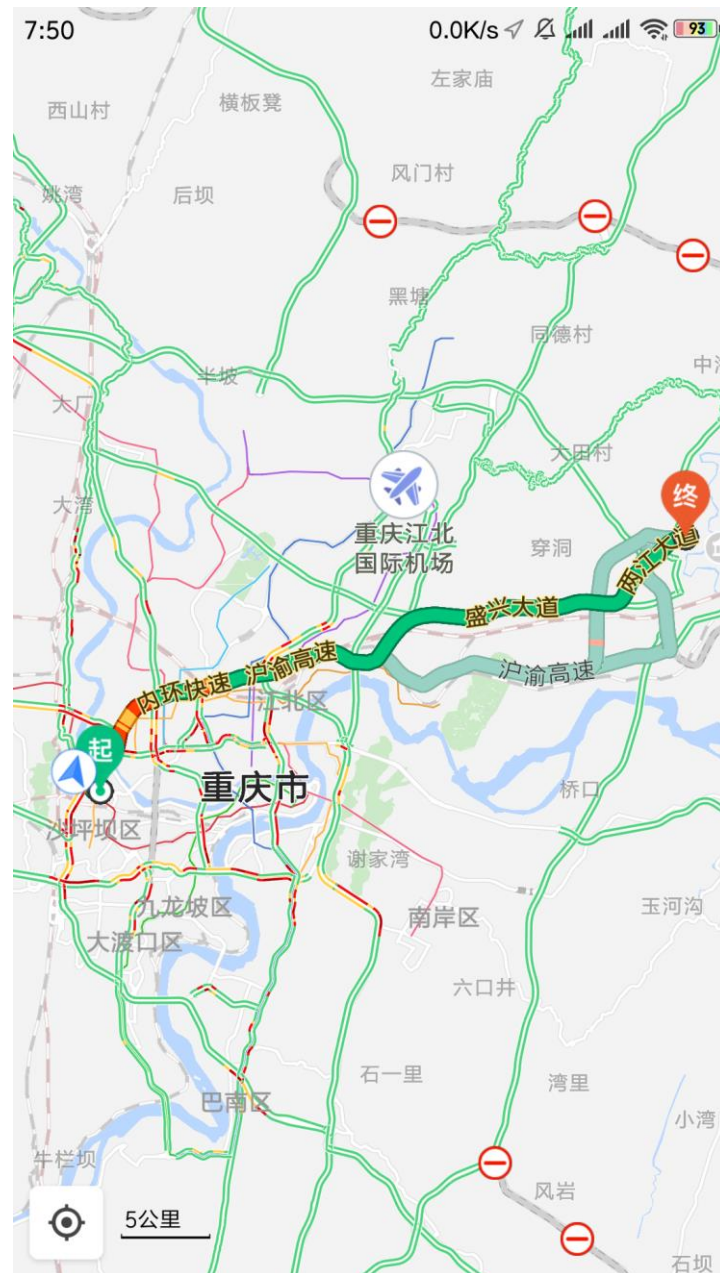 7:50
0.0K/s
93
左家庙
西山村
横板凳
风门村
姚湾
后坝
黑塘
同德村
半坡
大厂
大田村
终
大湾
重庆江北
国际机场
穿洞
两江大道
盛兴大道
内环快速
沪渝高速
沪渝高速
江北区
起
重庆市
桥口
沙坪坝区
谢家湾
九龙坡区
南岸区
玉河沟
大渡口区
六口井
石一里
湾里
巴南区
小湾
牛栏坝
风岩
5公里
石坝